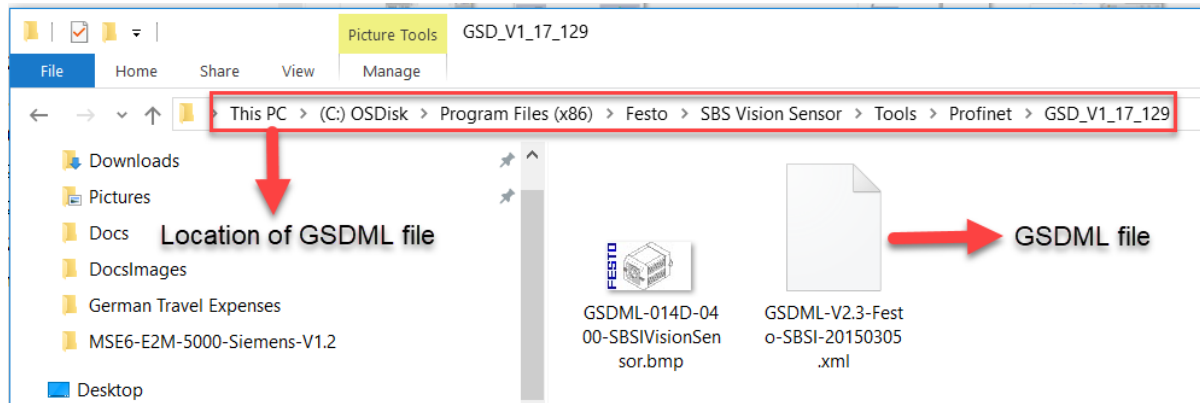 Picture Tools
GSD_V1_17_129
File
Home
Share
View
Manage
This PC > (C:) OSDisk > Program Files (x86) > Festo > SBS Vision Sensor > Tools > Profinet > GSD_V1_17_129
Downloads
Pictures
Docs
DocsImages
German Travel Expenses
MSE6-E2M-5000-Siemens-V1.2
Desktop
Location of GSDML file
FESTO
GSDML-014D-04
00-SBSIVisionSen
sor.bmp
GSDML-V2.3-Fest
o-SBSI-20150305
.xml
GSDML file